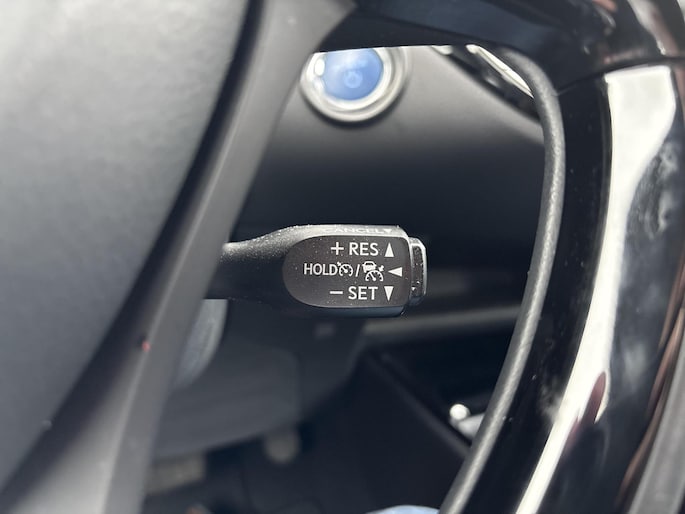 CANCEL
+ RES
HOLD /
− SET